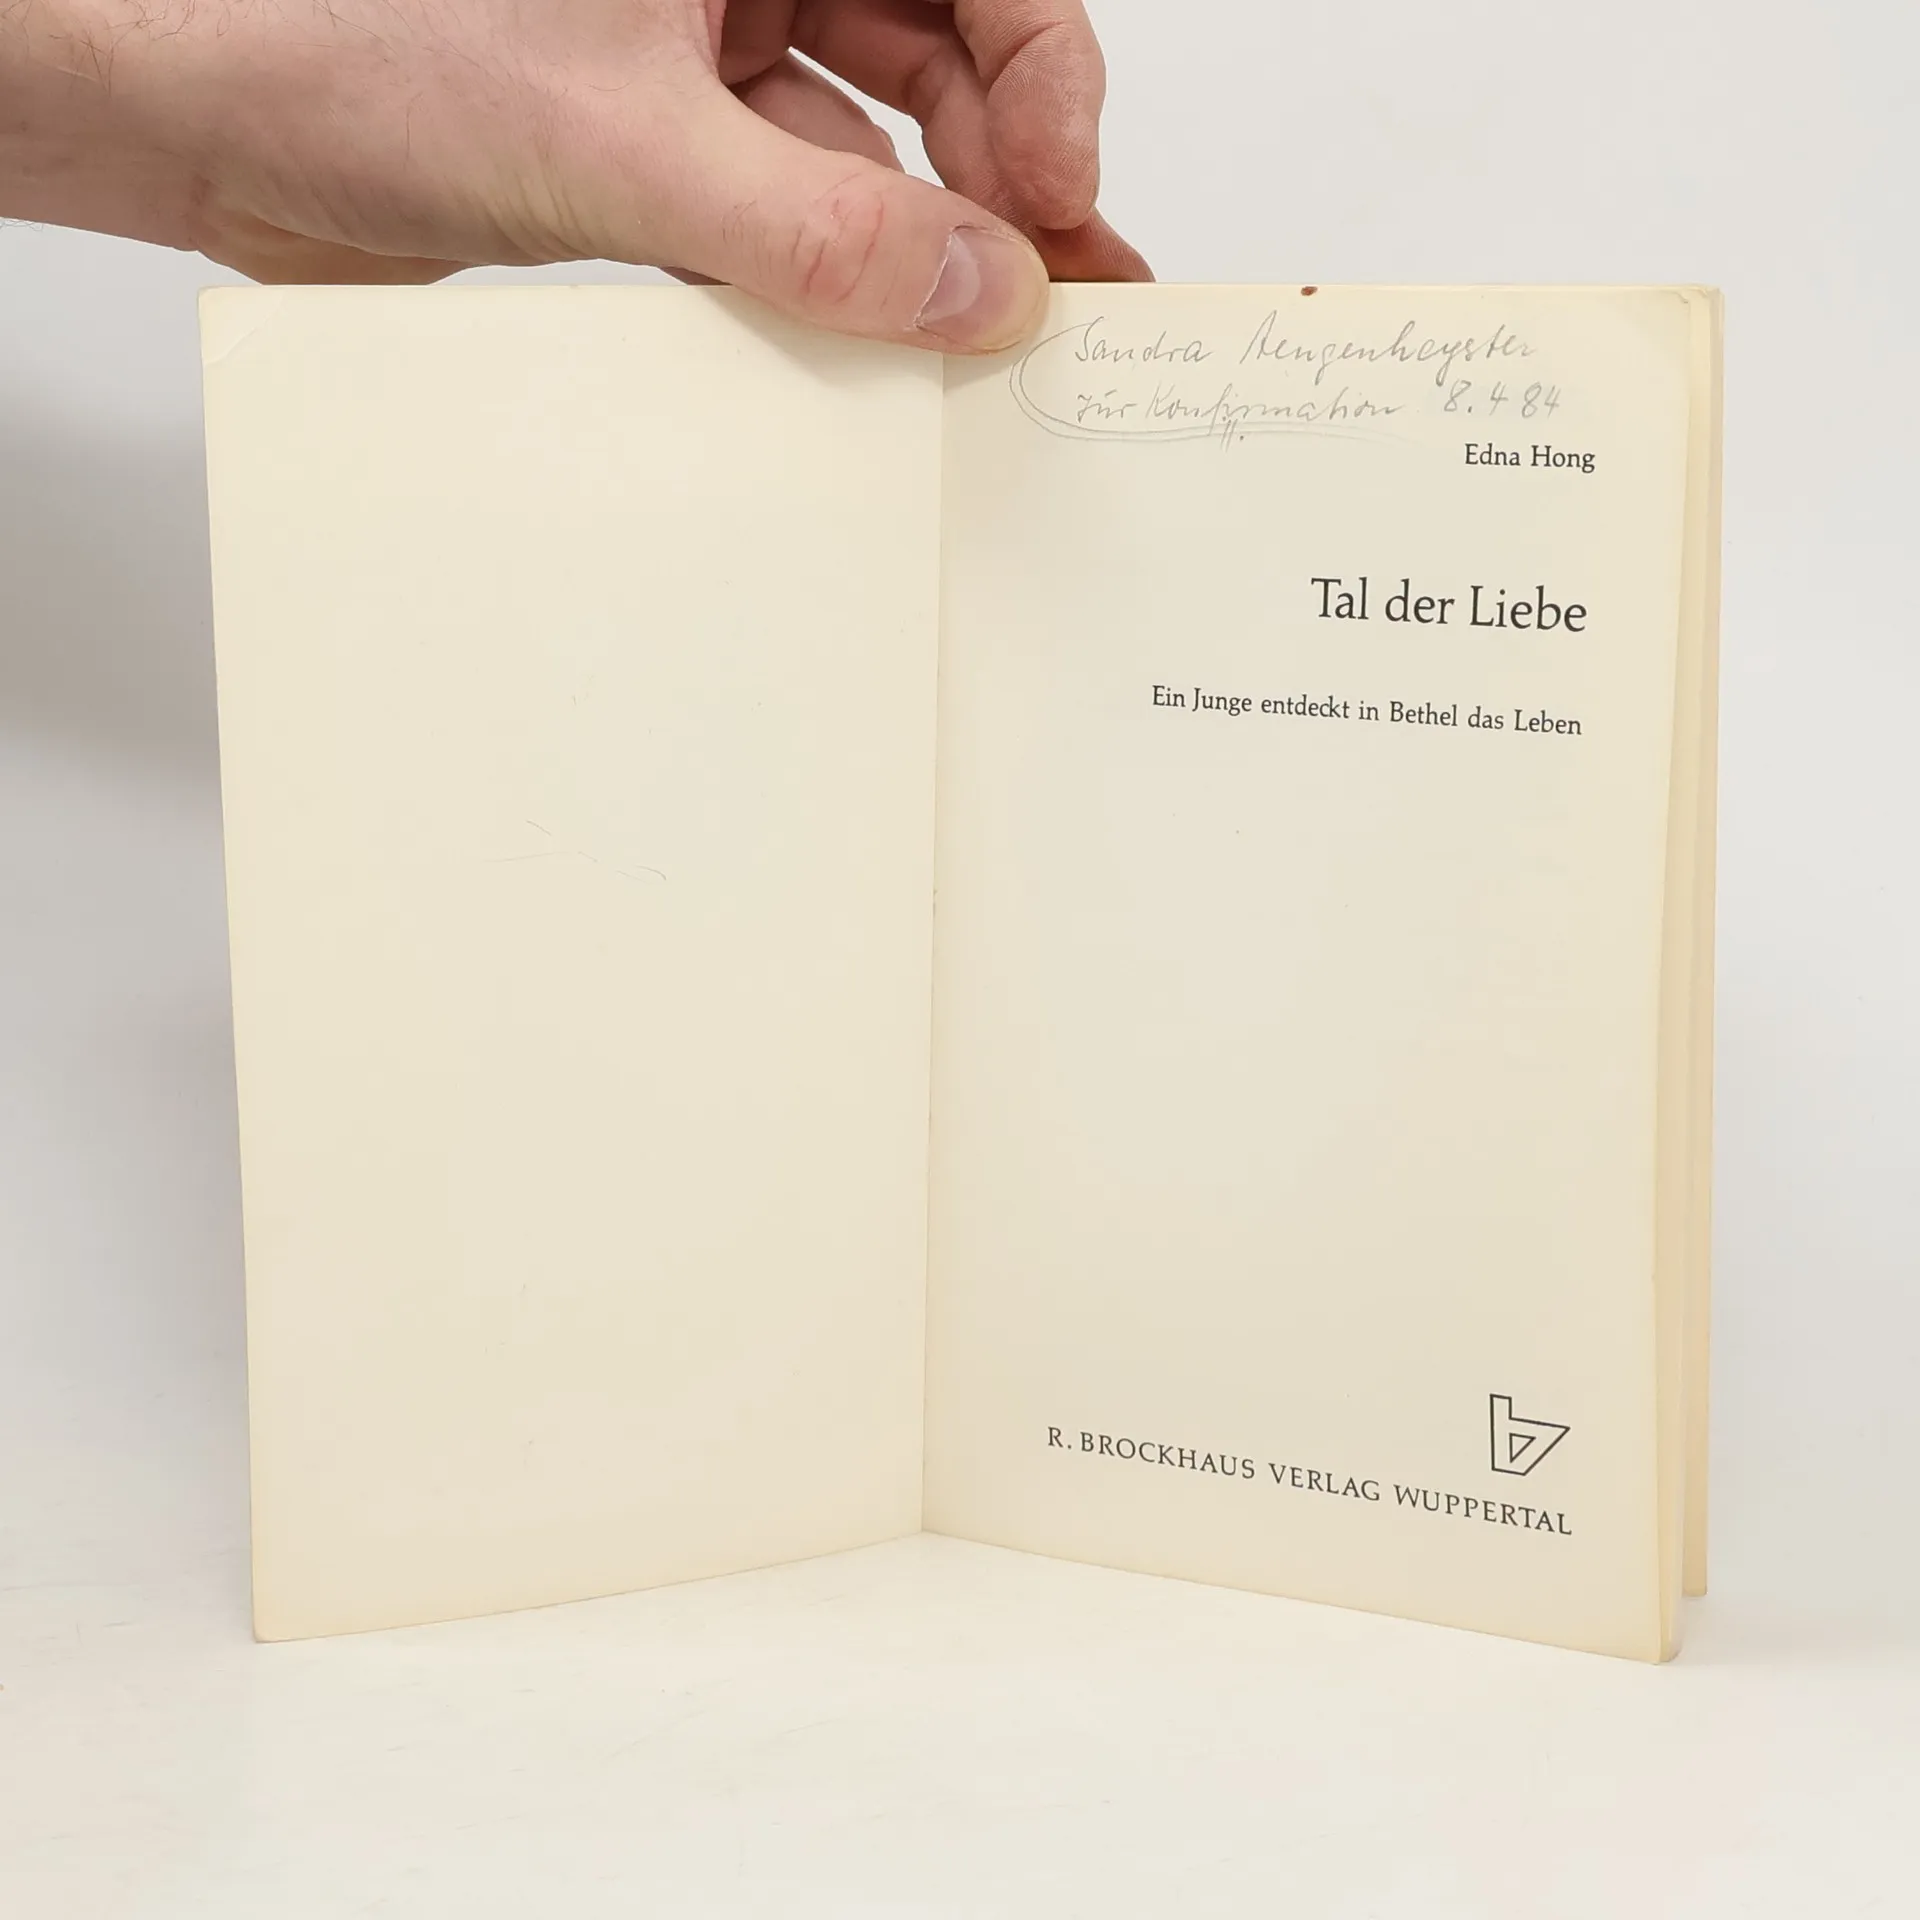 Sandra Aengenheyster
zur Konfirmation 8. 4 84
Edna Hong
Tal der Liebe
Ein Junge entdeckt in Bethel das Leben
R. BROCKHAUS VERLAG WUPPERTAL